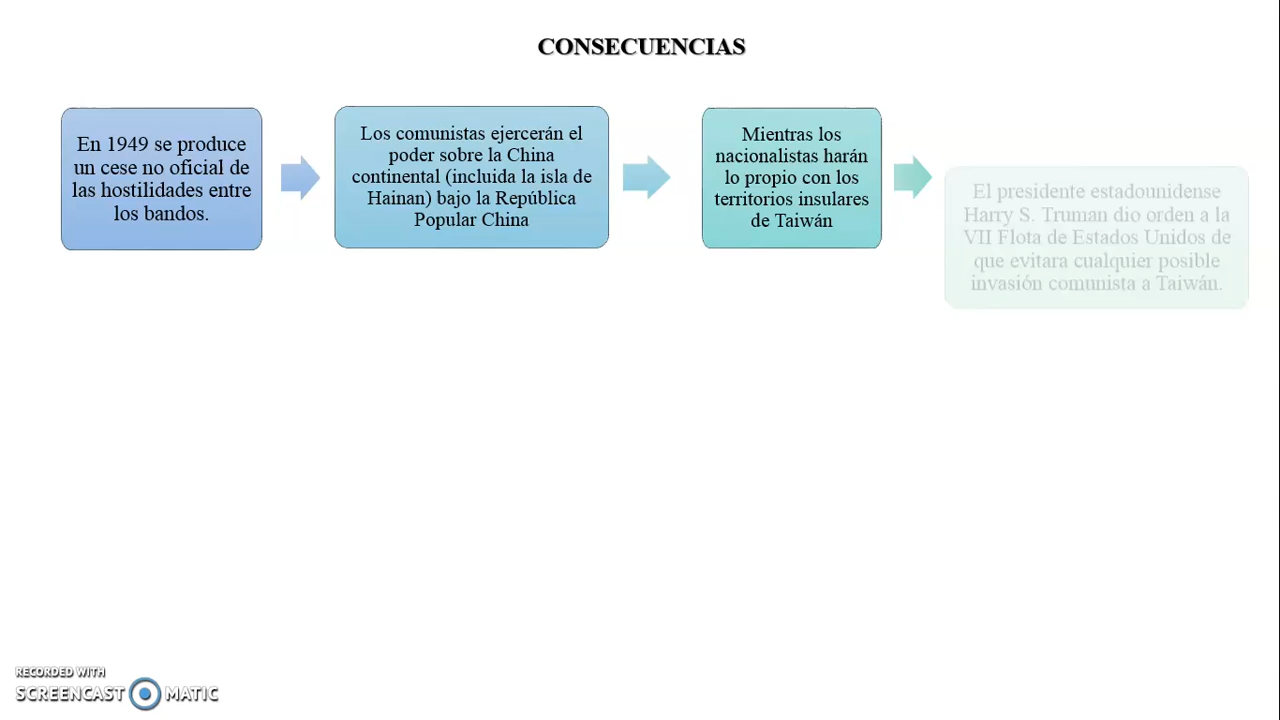 CONSECUENCIAS
En 1949 se produce
un cese no oficial de
las hostilidades entre
los bandos.
Los comunistas ejercerán el
poder sobre la China
continental (incluida la isla de
Hainan) bajo la República
Popular China
Mientras los
nacionalistas harán
lo propio con los
territorios insulares
de Taiwán
El presidente estadounidense
Harry S. Truman dio orden a la
VII Flota de Estados Unidos de
que evitara cualquier posible
invasión comunista a Taiwán.
RECORDED WITH
SCREENCAST MATIC